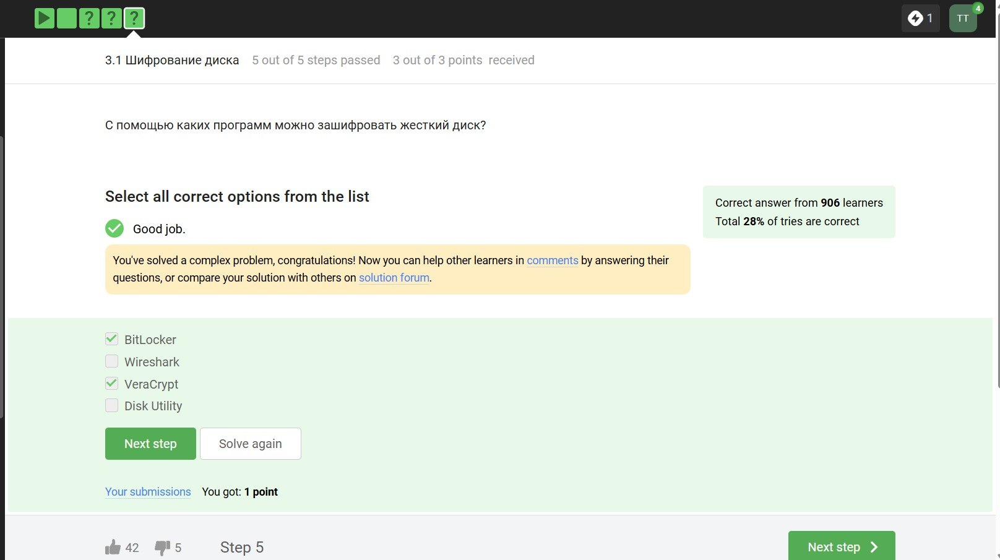 ? ? ?
1
TT
4
3.1 Шифрование диска 5 out of 5 steps passed 3 out of 3 points received
С помощью каких программ можно зашифровать жесткий диск?
Select all correct options from the list
Correct answer from 906 learners
Total 28% of tries are correct
Good job.
You've solved a complex problem, congratulations! Now you can help other learners in comments by answering their
questions, or compare your solution with others on solution forum.
BitLocker
Wireshark
VeraCrypt
Disk Utility
Next step Solve again
Your submissions You got: 1 point
42 5 Step 5 Next step